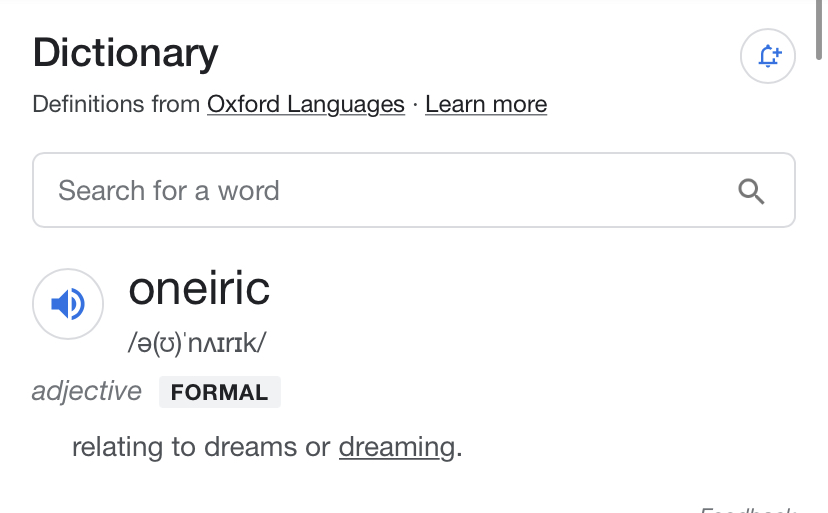 Dictionary
Definitions from Oxford Languages · Learn more
Search for a word
oneiric
/ə(ʊ)ˈnʌɪrɪk/
adjective FORMAL
relating to dreams or dreaming.